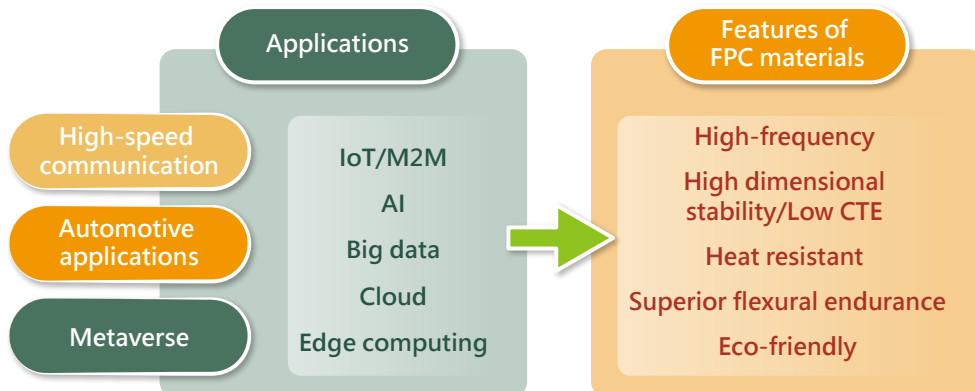 Applications
High-speed
communication
Automotive
applications
Metaverse
IoT/M2M
AI
Big data
Cloud
Edge computing
Features of
FPC materials
High-frequency
High dimensional
stability/Low CTE
Heat resistant
Superior flexural endurance
Eco-friendly